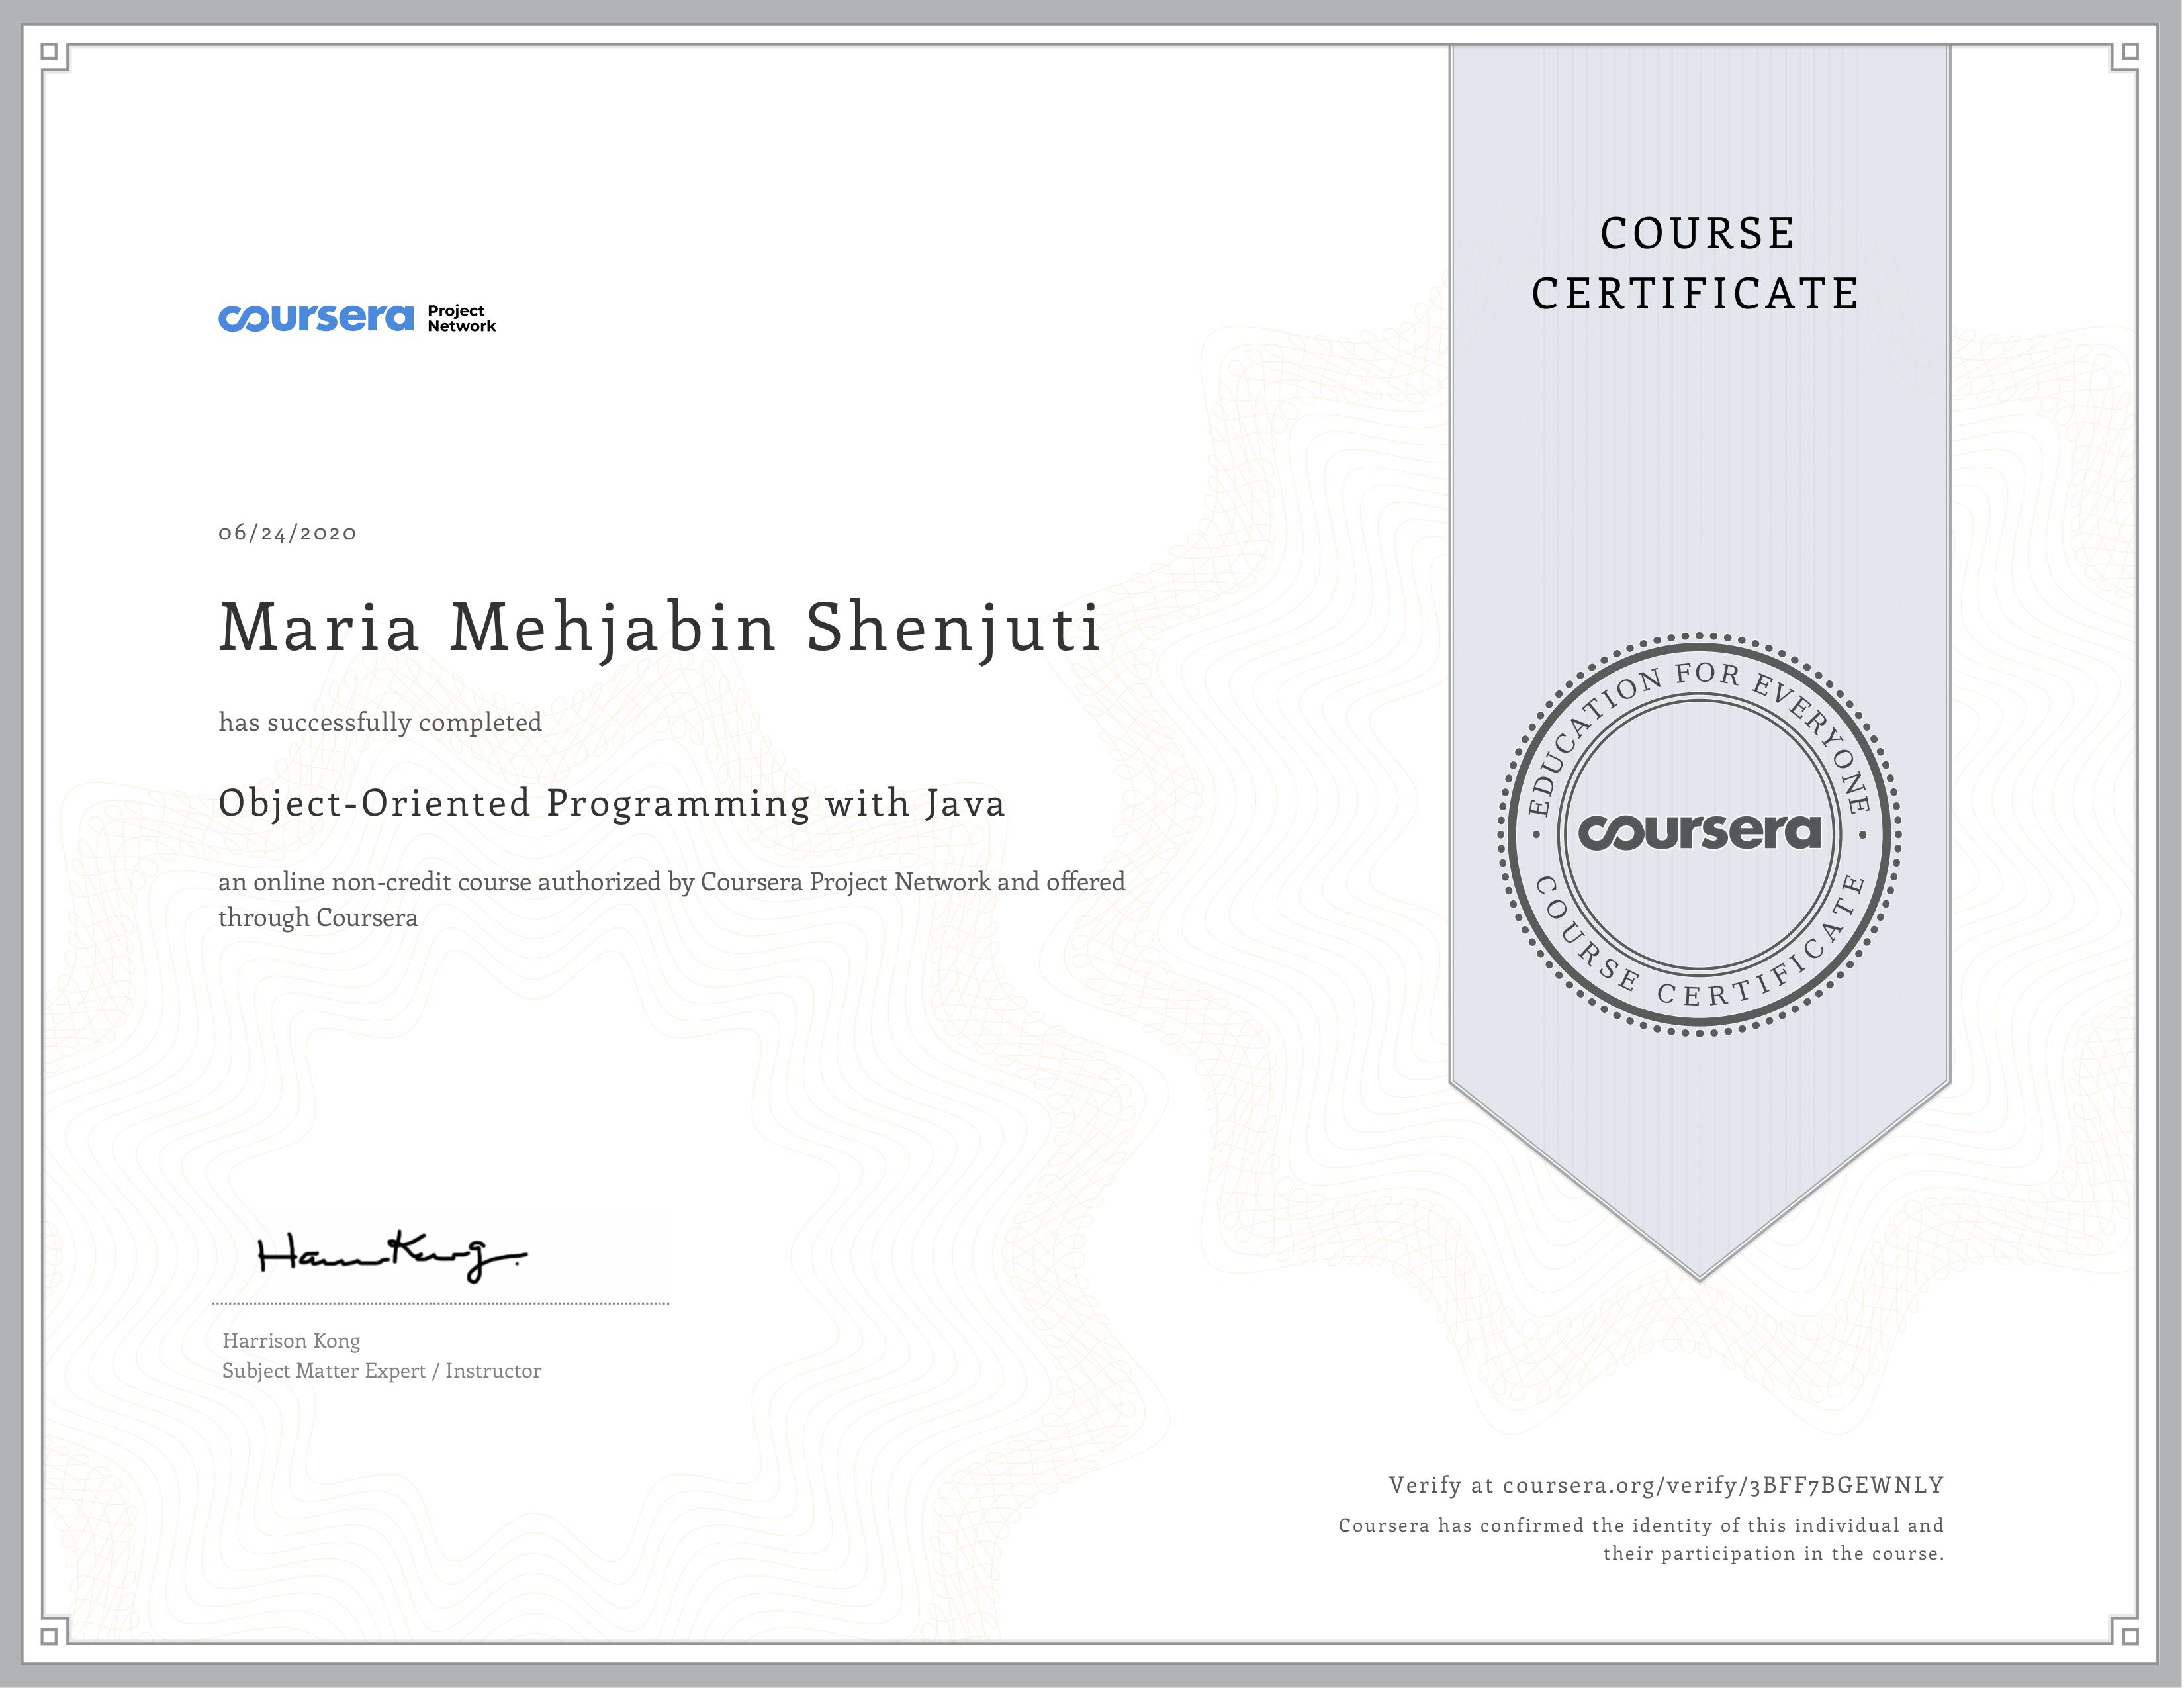 COURSE
CERTIFICATE
coursera Project
Network
06/24/2020
Maria Mehjabin Shenjuti
has successfully completed
Object-Oriented Programming with Java
an online non-credit course authorized by Coursera Project Network and offered
through Coursera
EDUCATION FOR EVERYONE
coursera
COURSE CERTIFICATE
Harrison Kong
Subject Matter Expert / Instructor
Verify at coursera.org/verify/3BFF7BGEWNLY
Coursera has confirmed the identity of this individual and
their participation in the course.